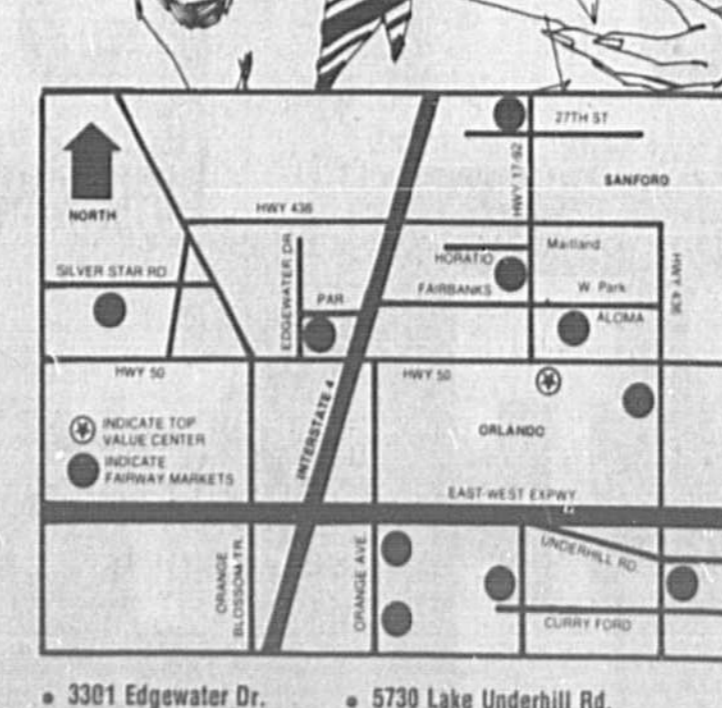 27TH ST
HWY 17-92
SANFORD
NORTH
HWY 436
EDGEWATER DR.
HORATIO
Maitland
HWY 436
SILVER STAR RD
PAR
FAIRBANKS
W. Park
ALOMA
HWY 50
HWY 50
INTERSTATE 4
INDICATE TOP
VALUE CENTER
ORLANDO
INDICATE
FAIRWAY MARKETS
EAST-WEST EXPWY
ORANGE
BLOSSOM TR.
ORANGE AVE.
UNDERHILL RD.
CURRY FORD
• 3301 Edgewater Dr.
• 5730 Lake Underhill Rd.